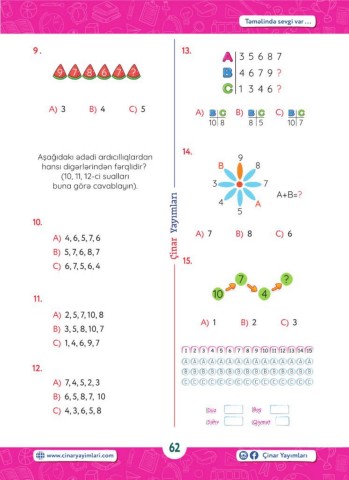 Təməlində sevgi var ...
9.
9 8 7 6 7 ?
A) 3 B) 4 C) 5
Aşağıdakı ədədi ardıcıllıqlardan
hansı digərlərindən fərqlidir?
(10, 11, 12-ci sualları
buna görə cavablayın).
10.
A) 4, 6, 5, 7, 6
B) 5, 7, 6, 8, 7
C) 6, 7, 5, 6, 4
11.
A) 2, 5, 7, 10, 8
B) 3, 5, 8, 10, 7
C) 1, 4, 6, 9, 7
12.
A) 7, 4, 5, 2, 3
B) 6, 5, 8, 7, 10
C) 4, 3, 6, 5, 8
Çinar Yayımları
13.
A 3 5 6 8 7
B 4 6 7 9 ?
C 1 3 4 6 ?
A) B C B) B C C) B C
10 8 8 5 10 7
14.
9
B 8
3 7
4 A
5
A+B=?
A) 7 B) 8 C) 6
15.
7 ?
10 4
A) 1 B) 2 C) 3
1 2 3 4 5 6 7 8 9 10 11 12 13 14 15
A A A A A A A A A A A A A A A
B B B B B B B B B B B B B B B
C C C C C C C C C C C C C C C
Düz Boş
Səhv Qiymət
www.cinaryayimlari.com
62
Çinar Yayımları